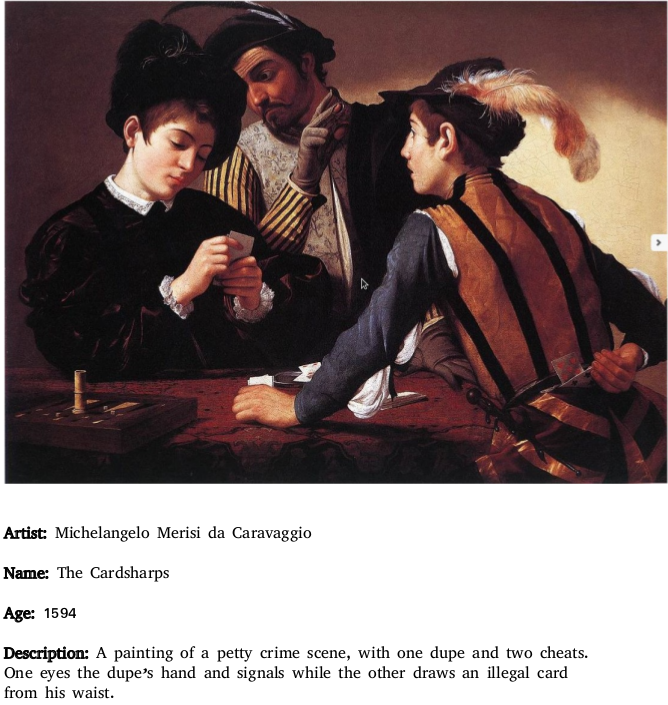 Artist: Michelangelo Merisi da Caravaggio
Name: The Cardsharps
Age: 1594
Description: A painting of a petty crime scene, with one dupe and two cheats.
One eyes the dupe's hand and signals while the other draws an illegal card
from his waist.